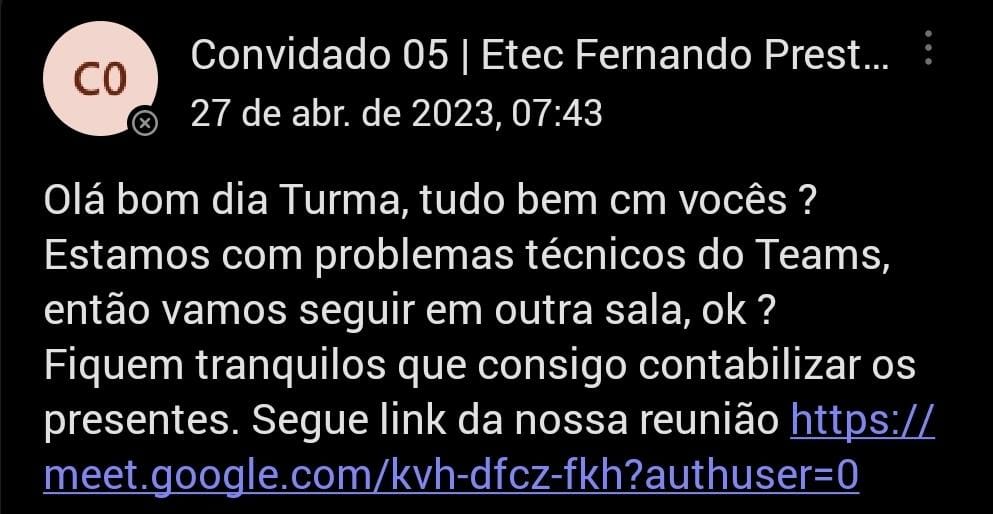 C0
Convidado 05 | Etec Fernando Prest...
27 de abr. de 2023, 07:43
Olá bom dia Turma, tudo bem cm vocês ?
Estamos com problemas técnicos do Teams,
então vamos seguir em outra sala, ok ?
Fiquem tranquilos que consigo contabilizar os
presentes. Segue link da nossa reunião https://
meet.google.com/kvh-dfcz-fkh?authuser=0